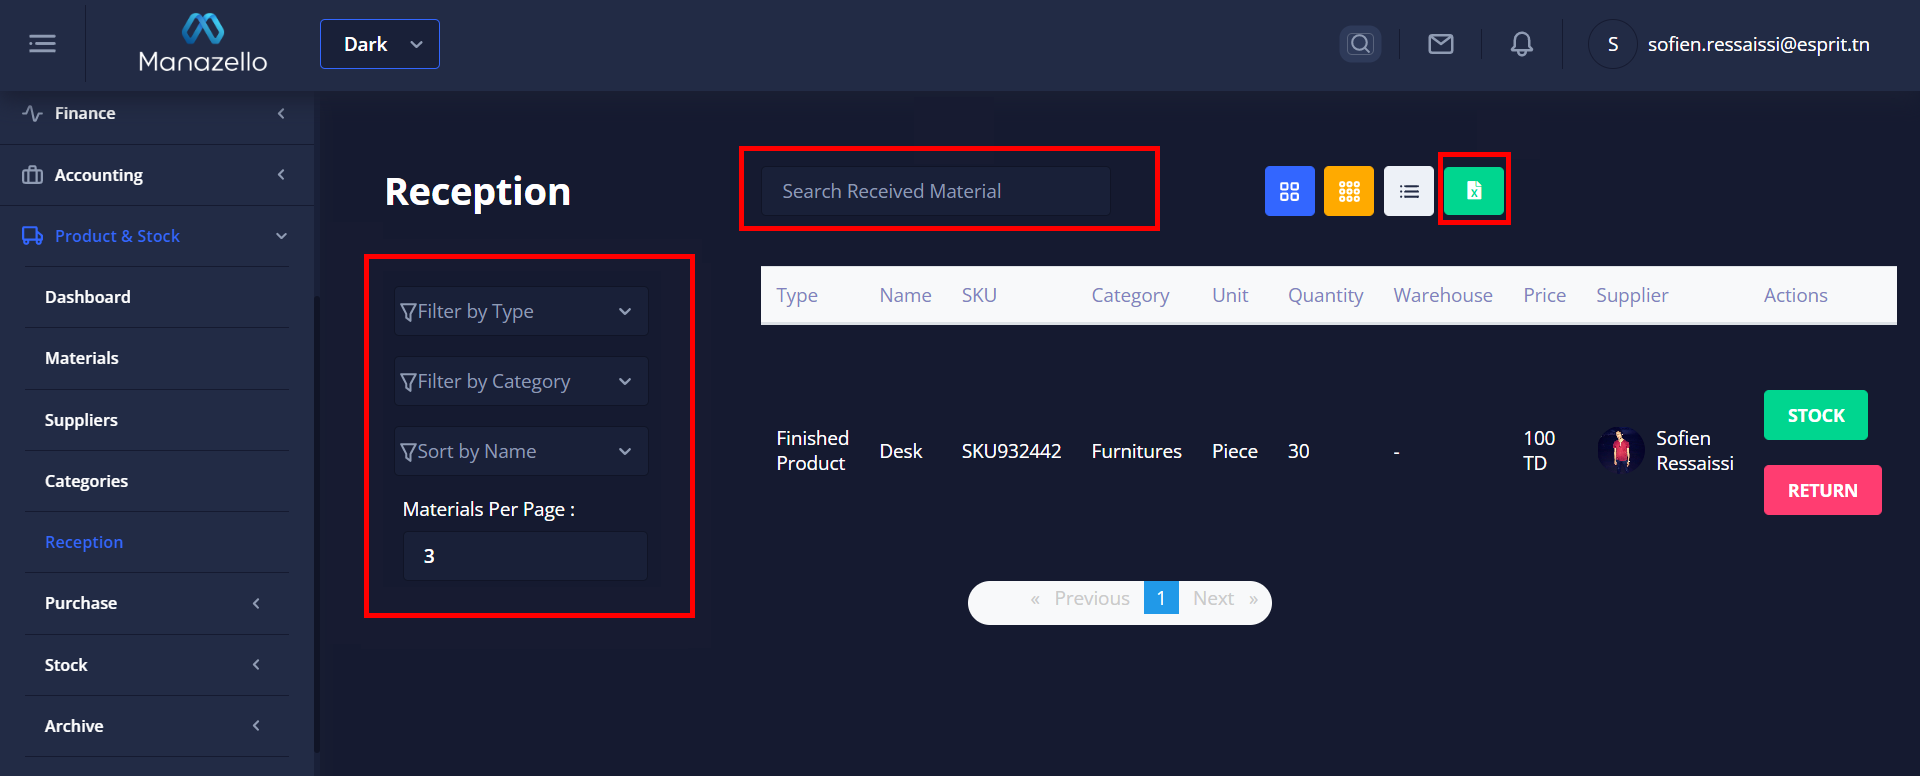 Manazello
Dark
S
sofien.ressaissi@esprit.tn
Finance
Accounting
Product & Stock
Dashboard
Materials
Suppliers
Categories
Reception
Purchase
Stock
Archive
Reception
Search Received Material
Filter by Type
Filter by Category
Sort by Name
Materials Per Page :
3
Type Name SKU Category Unit Quantity Warehouse Price Supplier Actions
Finished Product Desk SKU932442 Furnitures Piece 30 - 100 TD Sofien Ressaissi
STOCK
RETURN
« Previous 1 Next »